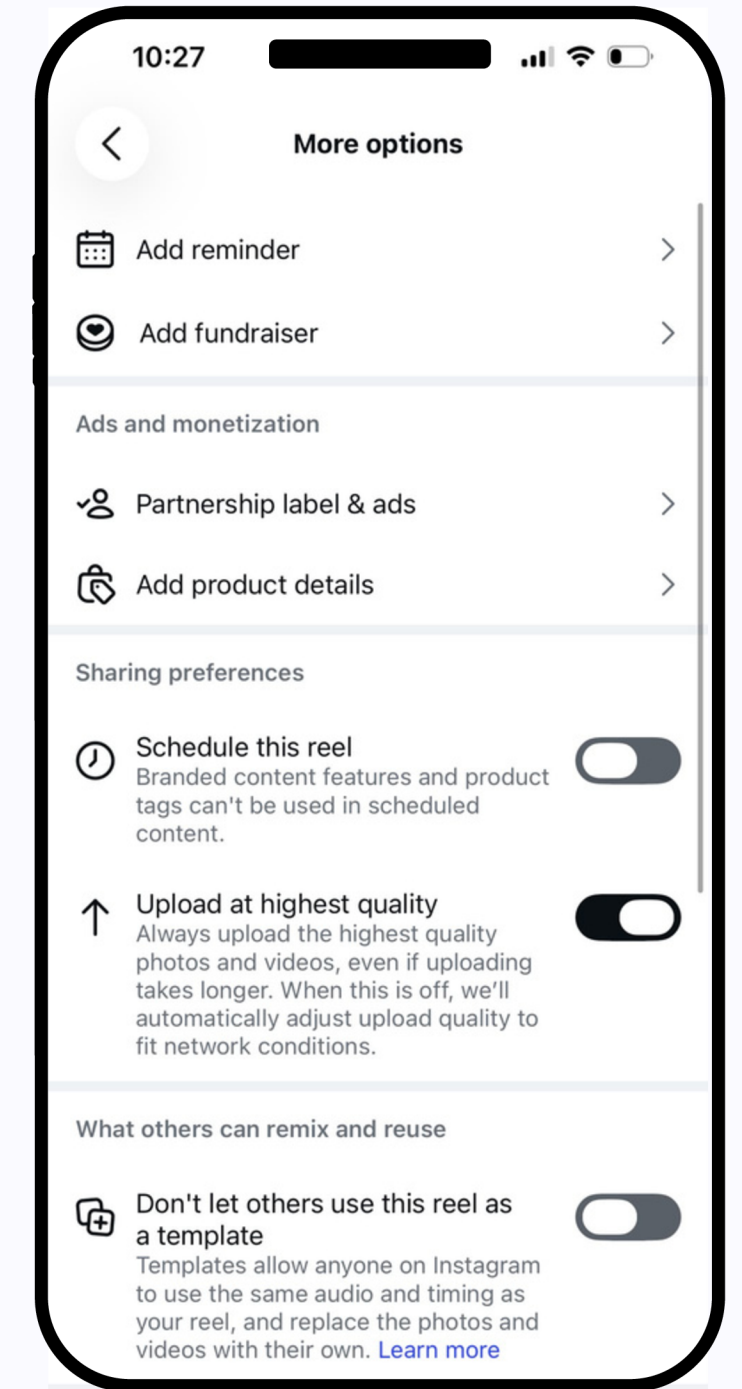 10:27
More options
Add reminder
Add fundraiser
Ads and monetization
Partnership label & ads
Add product details
Sharing preferences
Schedule this reel
Branded content features and product
tags can't be used in scheduled
content.
Upload at highest quality
Always upload the highest quality
photos and videos, even if uploading
takes longer. When this is off, we’ll
automatically adjust upload quality to
fit network conditions.
What others can remix and reuse
Don't let others use this reel as
a template
Templates allow anyone on Instagram
to use the same audio and timing as
your reel, and replace the photos and
videos with their own. Learn more